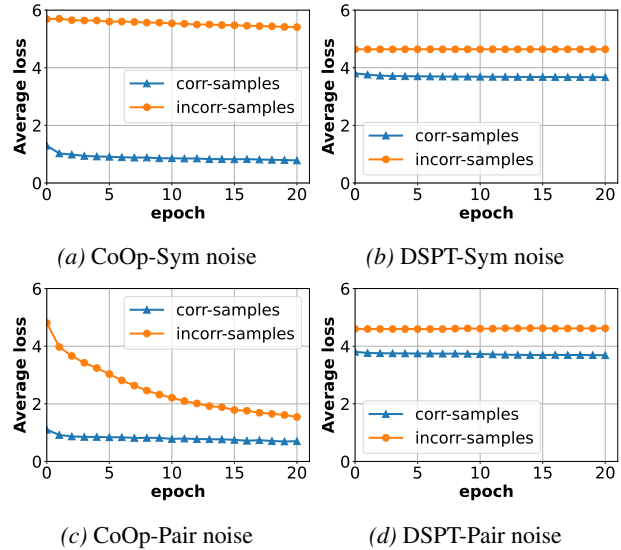 6
4
2
0
Average loss
corr-samples
incorr-samples
0 5 10 15 20
epoch
(a) CoOp-Sym noise
6
4
2
0
Average loss
corr-samples
incorr-samples
0 5 10 15 20
epoch
(b) DSPT-Sym noise
6
4
2
0
Average loss
corr-samples
incorr-samples
0 5 10 15 20
epoch
(c) CoOp-Pair noise
6
4
2
0
Average loss
corr-samples
incorr-samples
0 5 10 15 20
epoch
(d) DSPT-Pair noise